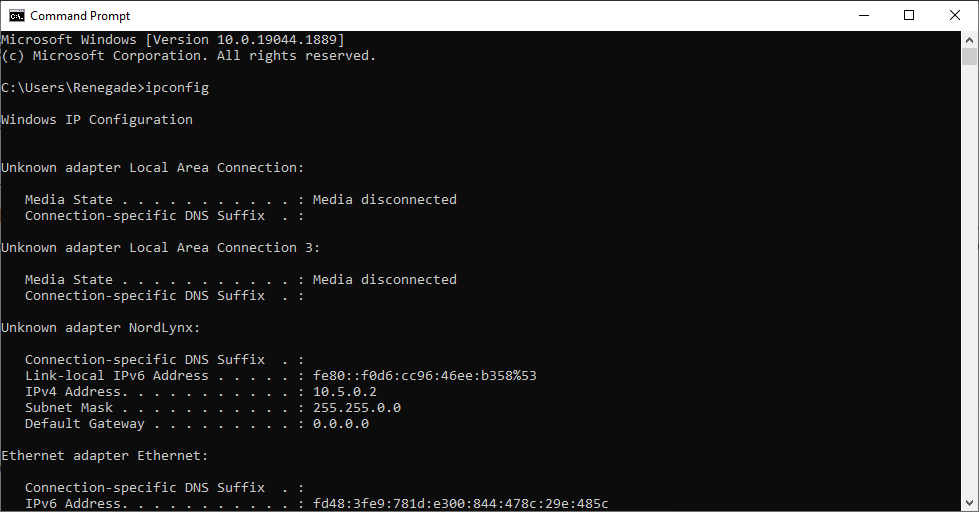 Command Prompt
Microsoft Windows [Version 10.0.19044.1889]
(c) Microsoft Corporation. All rights reserved.
C:\Users\Renegade>ipconfig
Windows IP Configuration
Unknown adapter Local Area Connection:
Media State . . . . . . . . . . . : Media disconnected
Connection-specific DNS Suffix  . :
Unknown adapter Local Area Connection 3:
Media State . . . . . . . . . . . : Media disconnected
Connection-specific DNS Suffix  . :
Unknown adapter NordLynx:
Connection-specific DNS Suffix  . :
Link-local IPv6 Address . . . . . : fe80::f0d6:cc96:46ee:b358%53
IPv4 Address. . . . . . . . . . . : 10.5.0.2
Subnet Mask . . . . . . . . . . . : 255.255.0.0
Default Gateway . . . . . . . . . : 0.0.0.0
Ethernet adapter Ethernet:
Connection-specific DNS Suffix  . :
IPv6 Address. . . . . . . . . . . : fd48:3fe9:781d:e300:844:478c:29e:485c